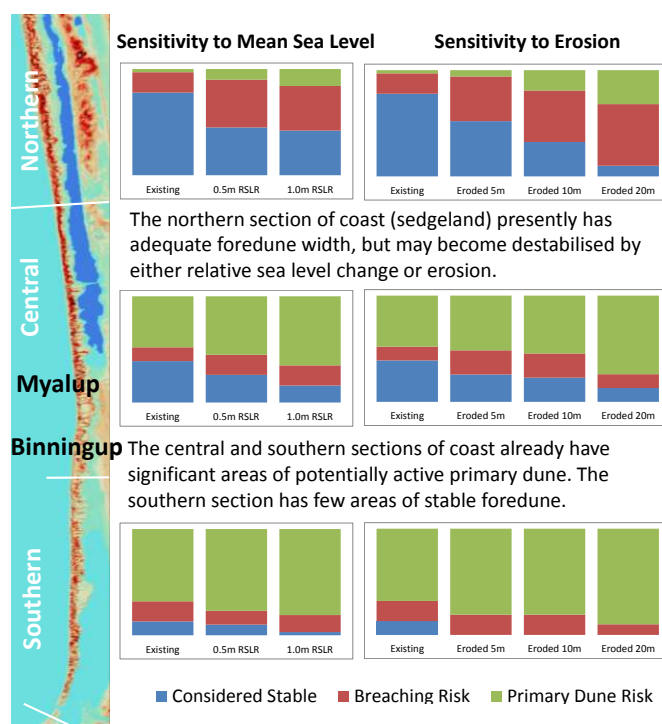 Sensitivity to Mean Sea Level
Sensitivity to Erosion
Northern
Existing 0.5m RSLR 1.0m RSLR
Existing Eroded 5m Eroded 10m Eroded 20m
The northern section of coast (sedgeland) presently has
adequate foredune width, but may become destabilised by
either relative sea level change or erosion.
Central
Existing 0.5m RSLR 1.0m RSLR
Existing Eroded 5m Eroded 10m Eroded 20m
Myalup
Binningup
The central and southern sections of coast already have
significant areas of potentially active primary dune. The
southern section has few areas of stable foredune.
Southern
Existing 0.5m RSLR 1.0m RSLR
Existing Eroded 5m Eroded 10m Eroded 20m
Considered Stable Breaching Risk Primary Dune Risk